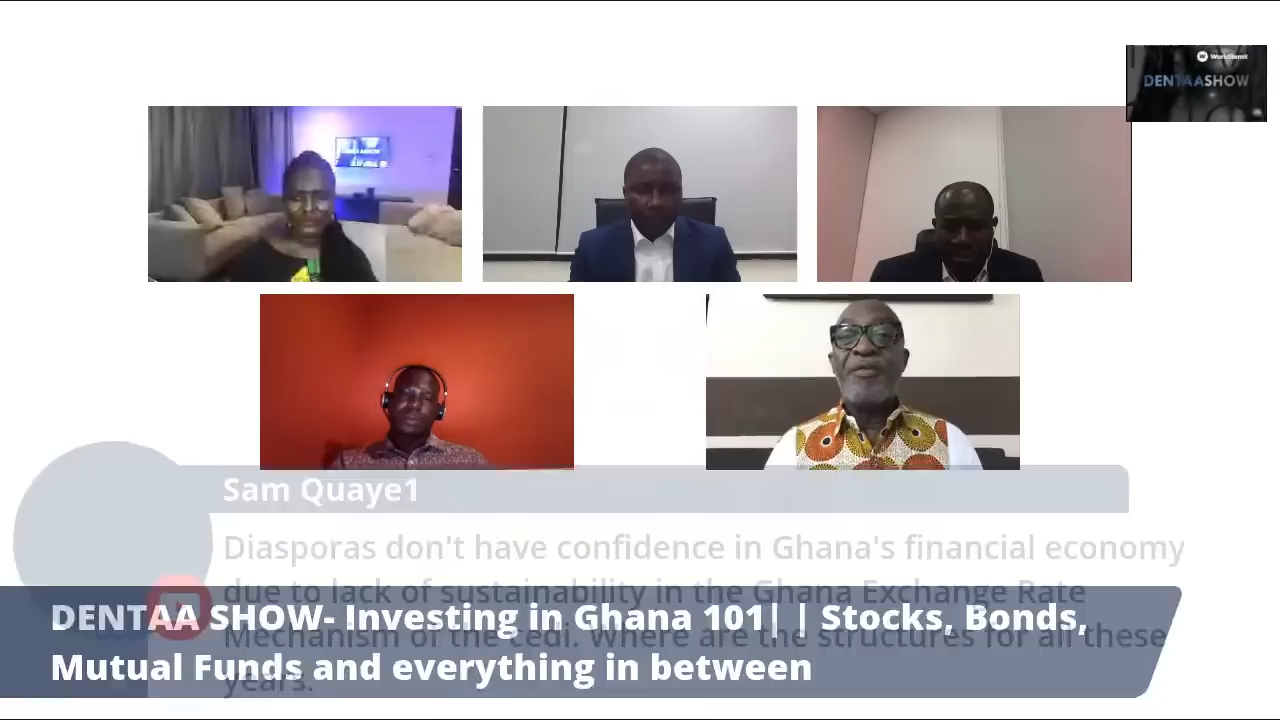 WorldRemit
DENTAASHOW
Sam Quaye1
Diasporas don't have confidence in Ghana's financial economy
due to lack of sustainability in the Ghana Exchange Rate
Mechanism of the cedi. Where are the structures for all these
years.
DENTAA SHOW- Investing in Ghana 101| | Stocks, Bonds,
Mutual Funds and everything in between